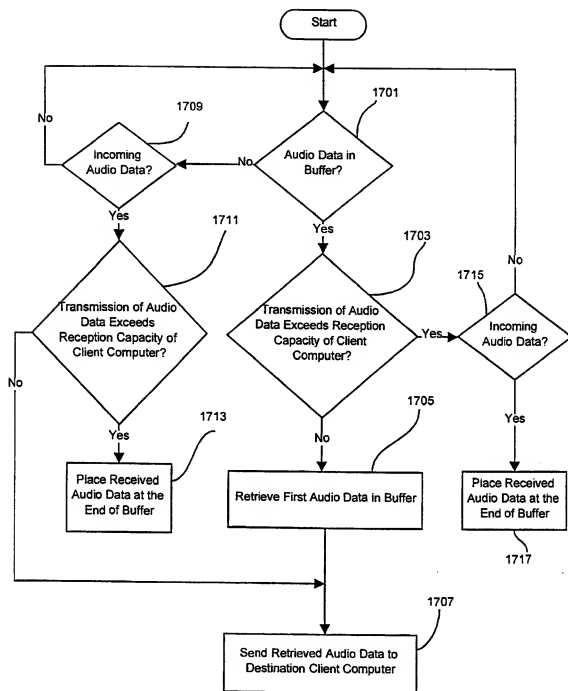 Start
1709
1701
No
Incoming
Audio Data?
No
Audio Data in
Buffer?
Yes
1711
Yes
1703
No
1715
Transmission of Audio
Data Exceeds
Reception Capacity of
Client Computer?
Transmission of Audio
Data Exceeds Reception
Capacity of Client
Computer?
Yes
Incoming
Audio Data?
No
Yes
1713
No
1705
Yes
Place Received
Audio Data at the
End of Buffer
Retrieve First Audio Data in Buffer
Place Received
Audio Data at the
End of Buffer
1717
1707
Send Retrieved Audio Data to
Destination Client Computer